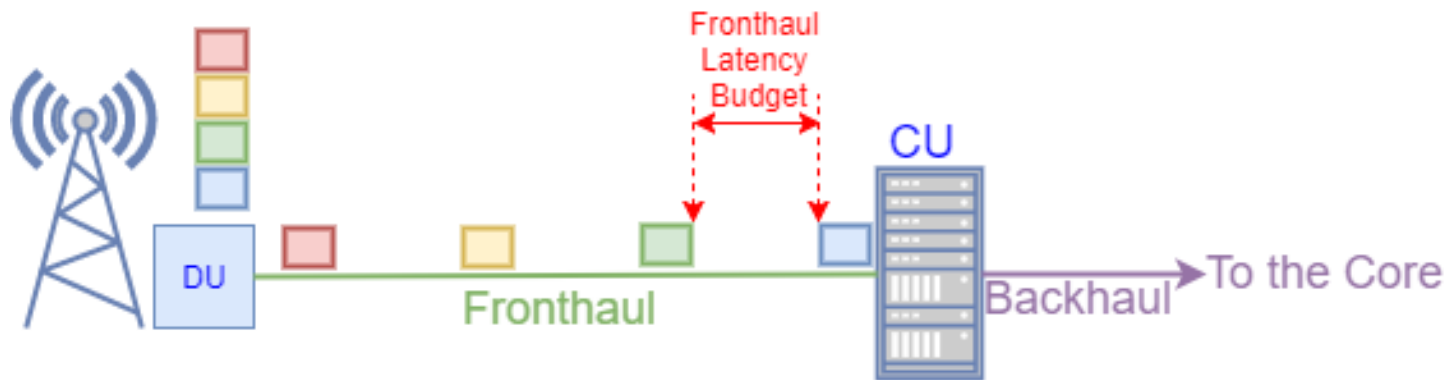 Fronthaul
Latency
Budget
CU
DU
Fronthaul
Backhaul
To the Core